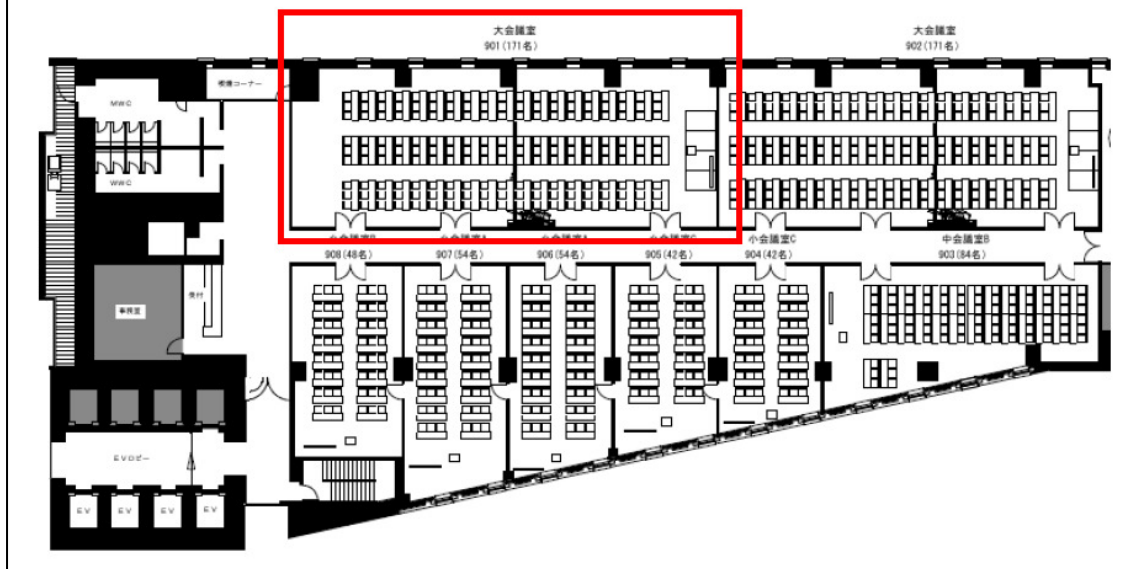 大会議室
901(171名)
大会議室
902(171名)
喫煙コーナー
MWC
WWC
小会議室C
中会議室B
908(48名)
907(54名)
906(54名)
905(42名)
904(42名)
903(84名)
受付
事務室
EVロビー
EV
EV
EV
EV